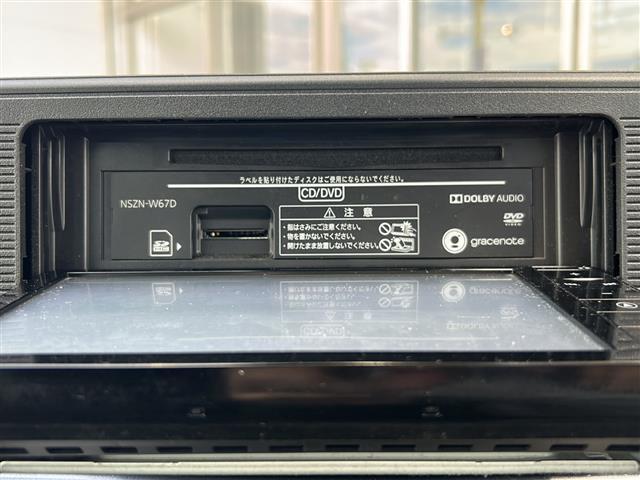 ラベルを貼り付けたディスクはご使用にならないでください。
CD/DVD
NSZN-W67D
DOLBY AUDIO
注意
・指はさみにご注意ください。
・物を置かないでください。
・開けたまま放置しないでください。
DVD
VIDEO
gracenote